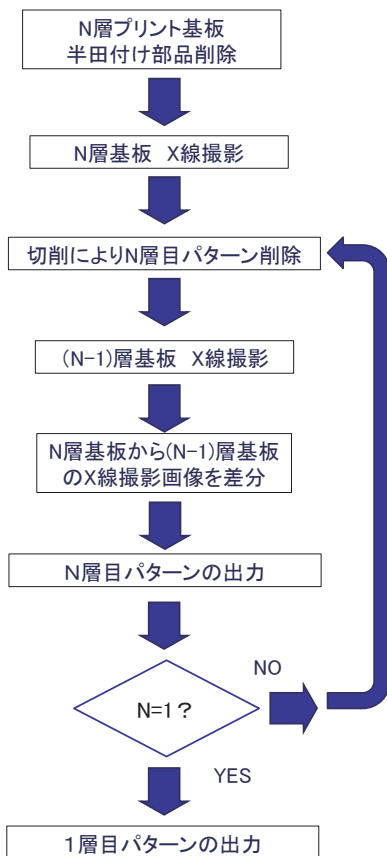 N層プリント基板
半田付け部品削除
N層基板 X線撮影
切削によりN層目パターン削除
(N-1)層基板 X線撮影
N層基板から(N-1)層基板
のX線撮影画像を差分
N層目パターンの出力
NO
N=1?
YES
1層目パターンの出力